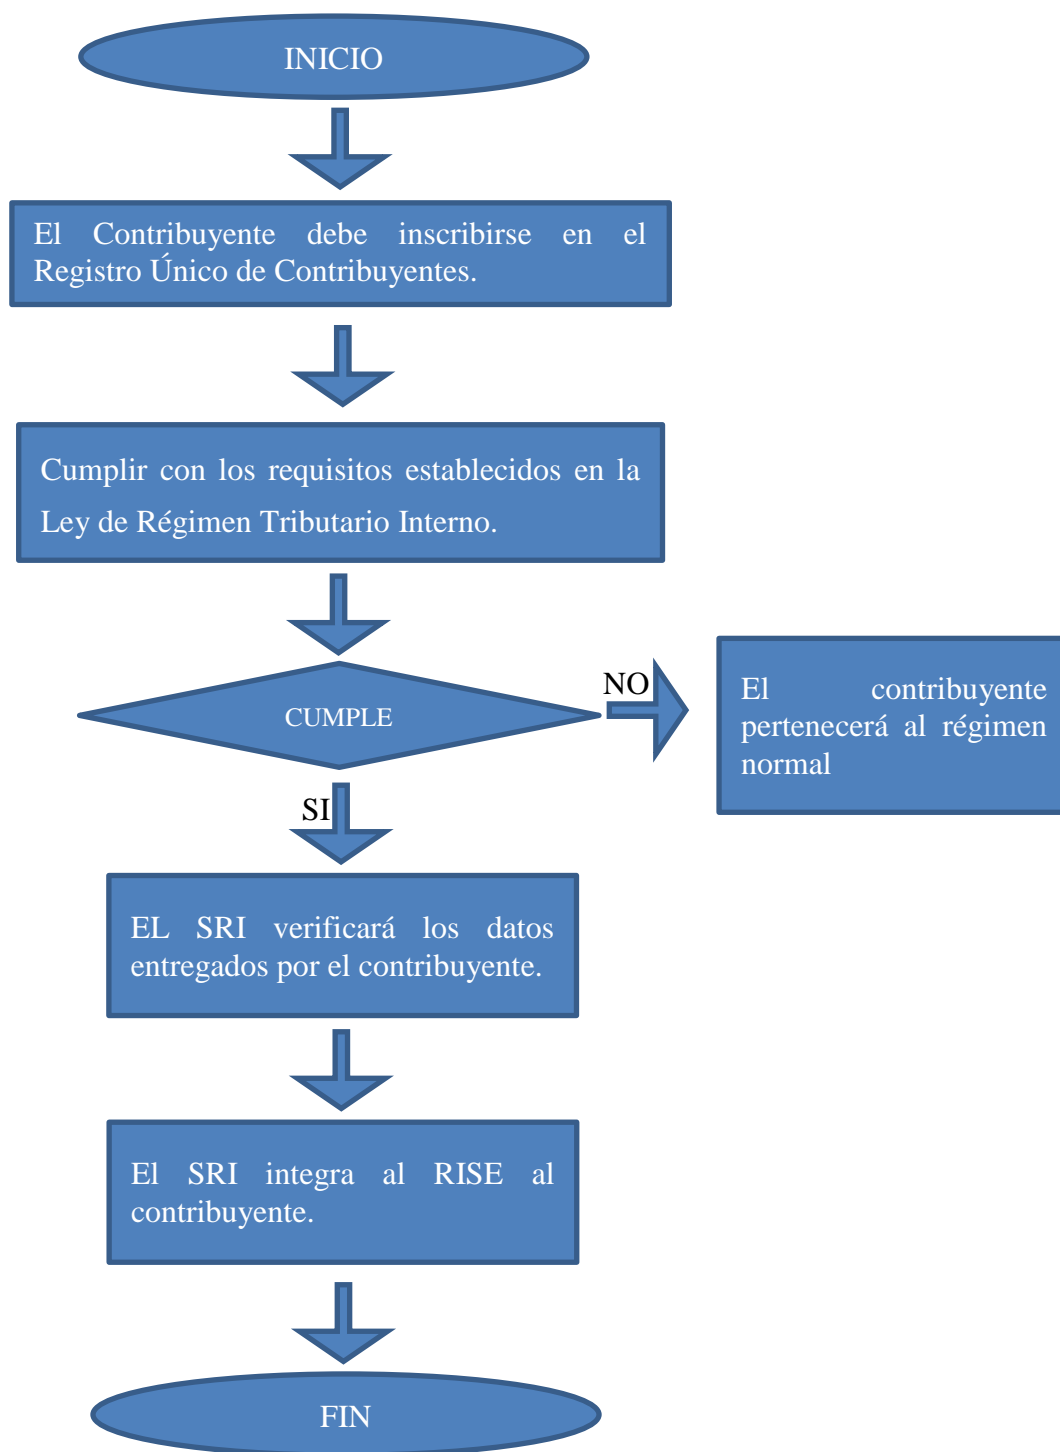 INICIO
El Contribuyente debe inscribirse en el
Registro Único de Contribuyentes.
Cumplir con los requisitos establecidos en la
Ley de Régimen Tributario Interno.
CUMPLE
NO
El contribuyente
pertenecerá al régimen
normal
SI
EL SRI verificará los datos
entregados por el contribuyente.
El SRI integra al RISE al
contribuyente.
FIN